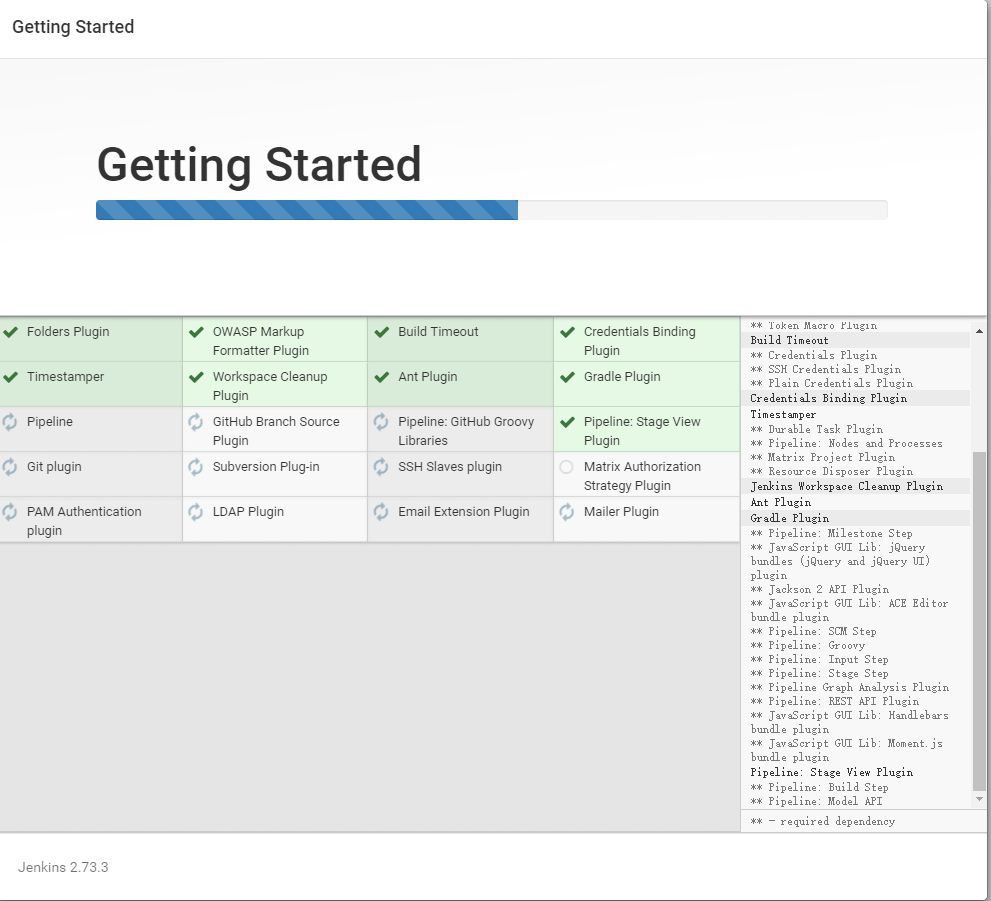 Getting Started
Getting Started
Folders Plugin
OWASP Markup
Formatter Plugin
Build Timeout
Credentials Binding
Plugin
Timestamper
Workspace Cleanup
Plugin
Ant Plugin
Gradle Plugin
Pipeline
GitHub Branch Source
Plugin
Pipeline: GitHub Groovy
Libraries
Pipeline: Stage View
Plugin
Git plugin
Subversion Plug-in
SSH Slaves plugin
Matrix Authorization
Strategy Plugin
PAM Authentication
plugin
LDAP Plugin
Email Extension Plugin
Mailer Plugin
** Token Macro Plugin
Build Timeout
** Credentials Plugin
** SSH Credentials Plugin
** Plain Credentials Plugin
Credentials Binding Plugin
Timestamper
** Durable Task Plugin
** Pipeline: Nodes and Processes
** Matrix Project Plugin
** Resource Disposer Plugin
Jenkins Workspace Cleanup Plugin
Ant Plugin
Gradle Plugin
** Pipeline: Milestone Step
** JavaScript GUI Lib: jQuery
bundles (jQuery and jQuery UI)
plugin
** Jackson 2 API Plugin
** JavaScript GUI Lib: ACE Editor
bundle plugin
** Pipeline: SCM Step
** Pipeline: Groovy
** Pipeline: Input Step
** Pipeline: Stage Step
** Pipeline Graph Analysis Plugin
** Pipeline: REST API Plugin
** JavaScript GUI Lib: Handlebars
bundle plugin
** JavaScript GUI Lib: Moment.js
bundle plugin
Pipeline: Stage View Plugin
** Pipeline: Build Step
** Pipeline: Model API
** - required dependency
Jenkins 2.73.3